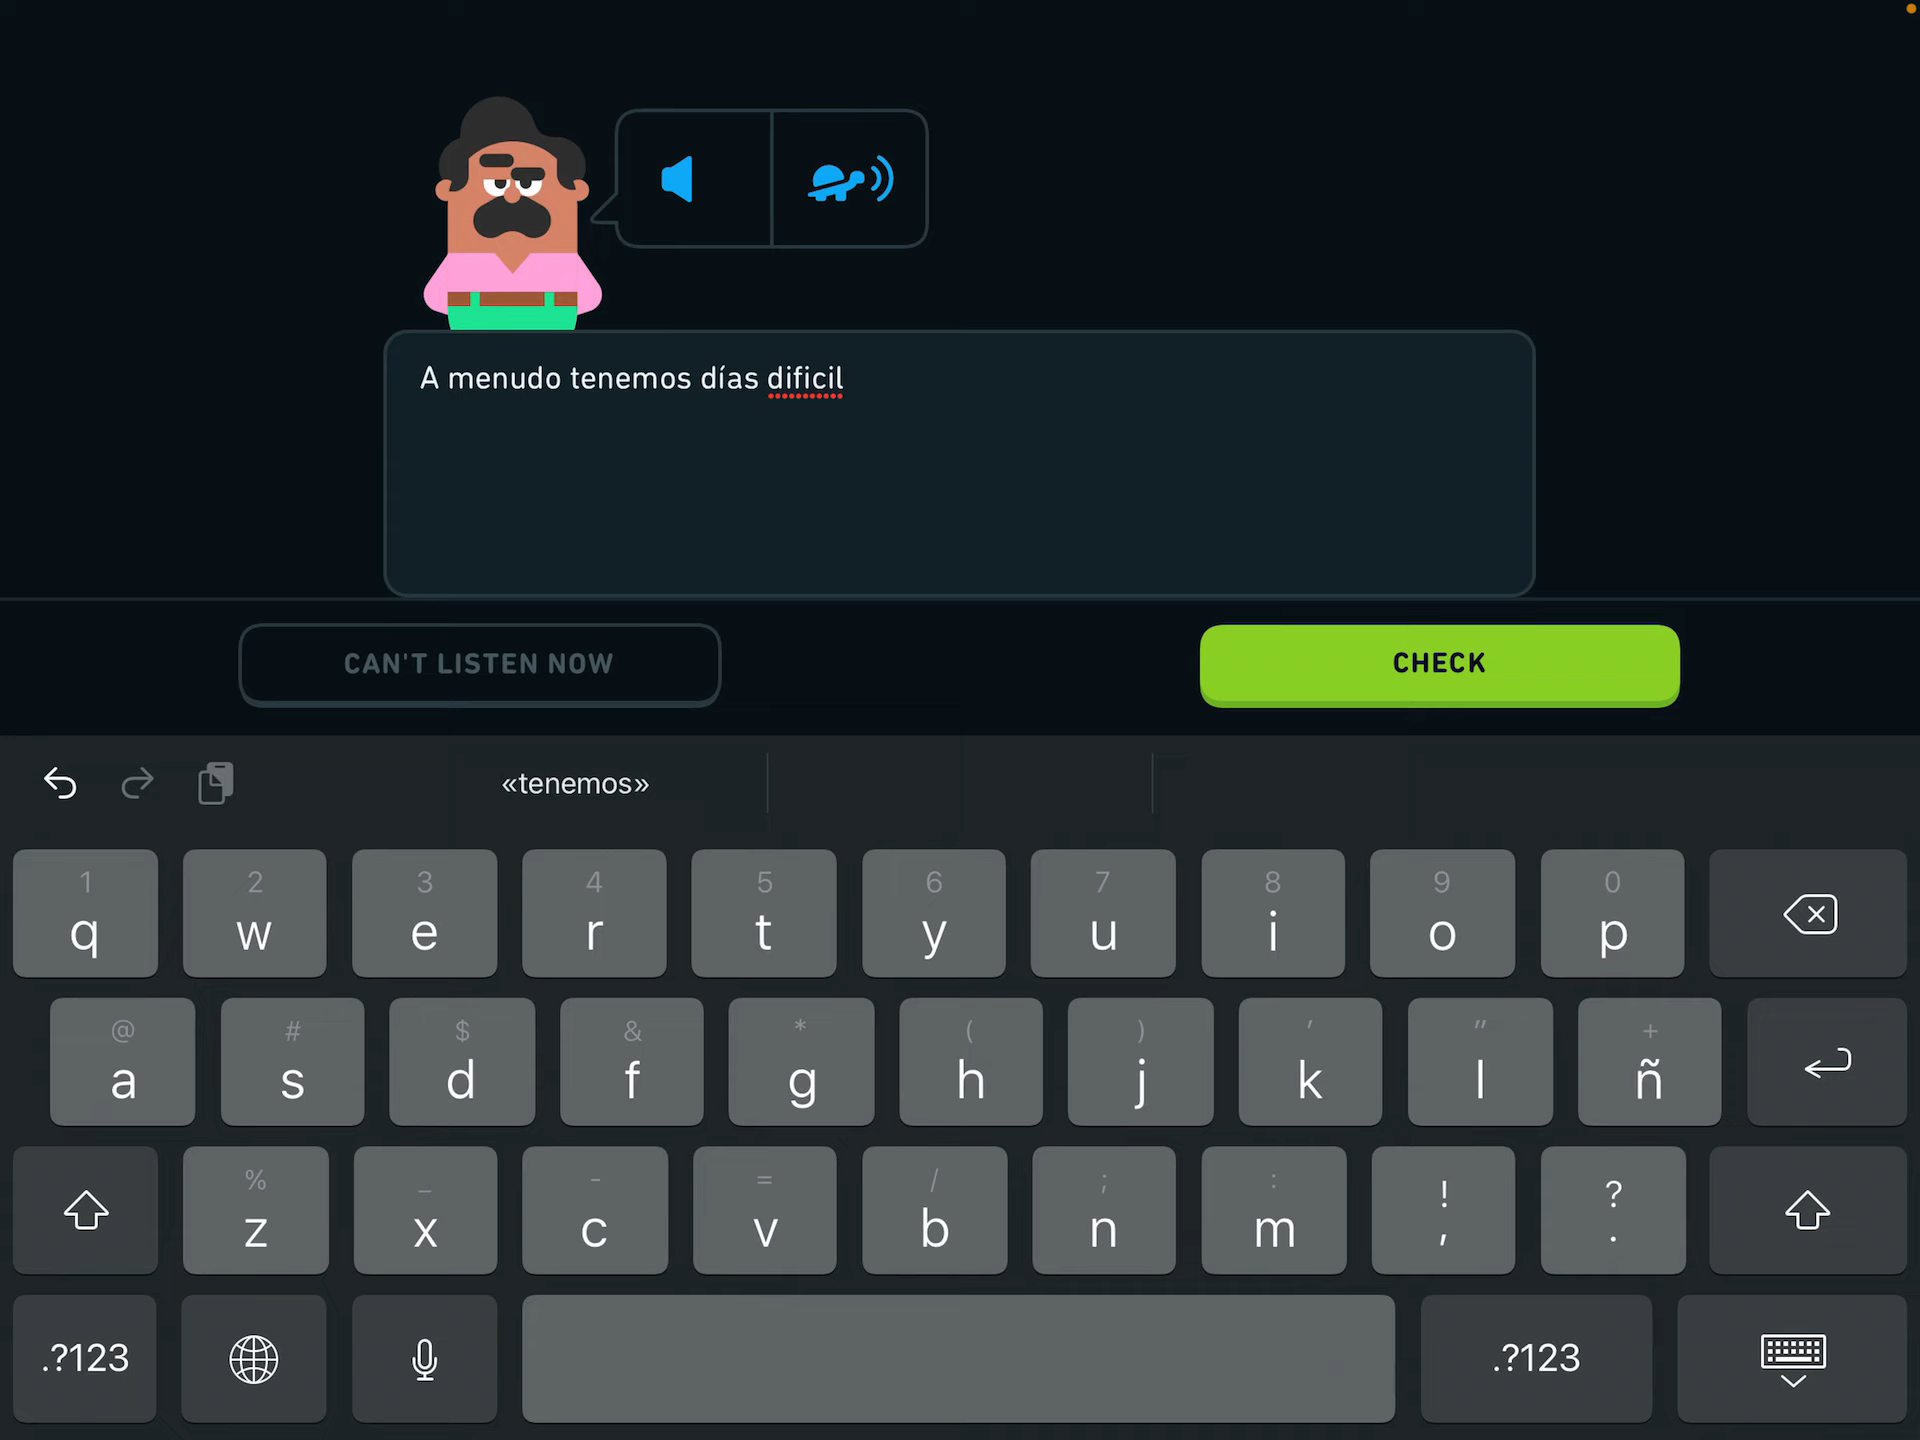 A menudo tenemos días dificil
CAN'T LISTEN NOW
CHECK
«tenemos»
1 2 3 4 5 6 7 8 9 0
q w e r t y u i o p
@ # $ & * ( ) ' " +
a s d f g h j k l ñ
% _ - = / ; : ! ?
z x c v b n m , .
.?123 .?123